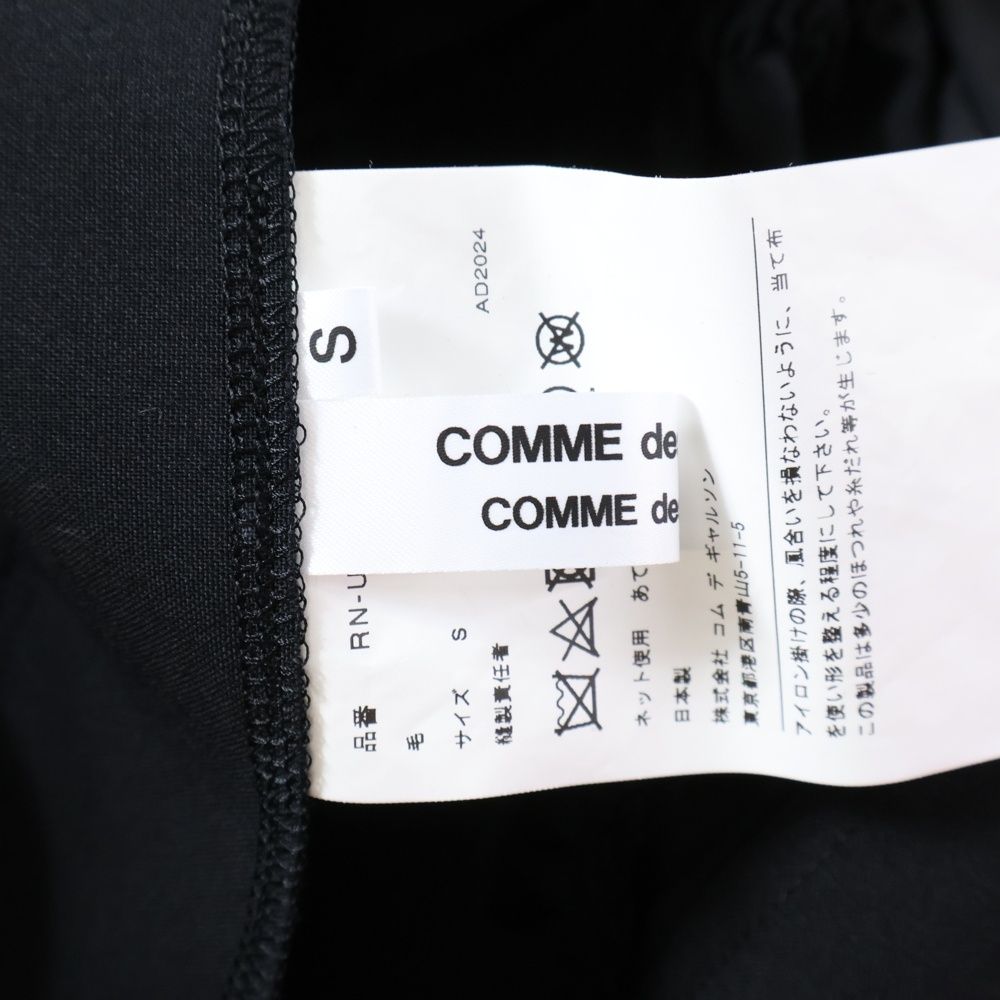 S
COMME de
COMME de
AD2024
品番 RN-U
毛
サイズ S
縫製責任者
ネット使用 あて
日本製
株式会社 コム デ ギャルソン
東京都港区南青山5-11-5
アイロン掛けの際、風合いを損なわないように、当て布
を使い形を整える程度にして下さい。
この製品は多少のほつれや糸だれ等が生じます。